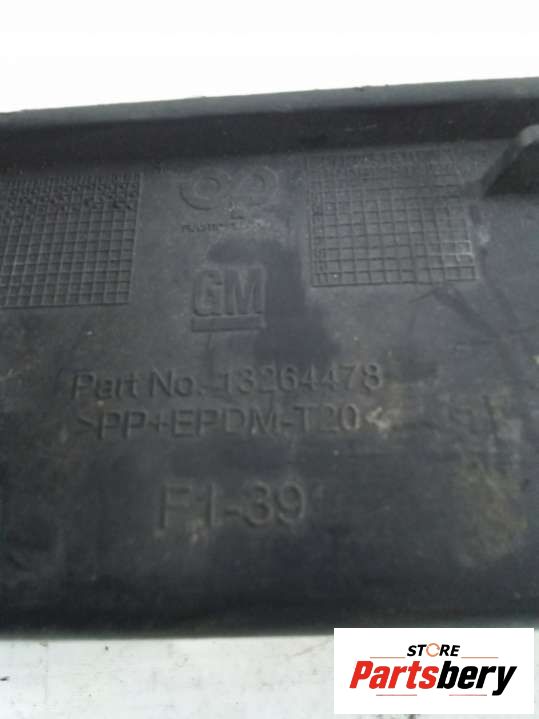 GM
Part No. 13264478
>PP+EPDM-T20<
F1-39
STORE
Partsbery